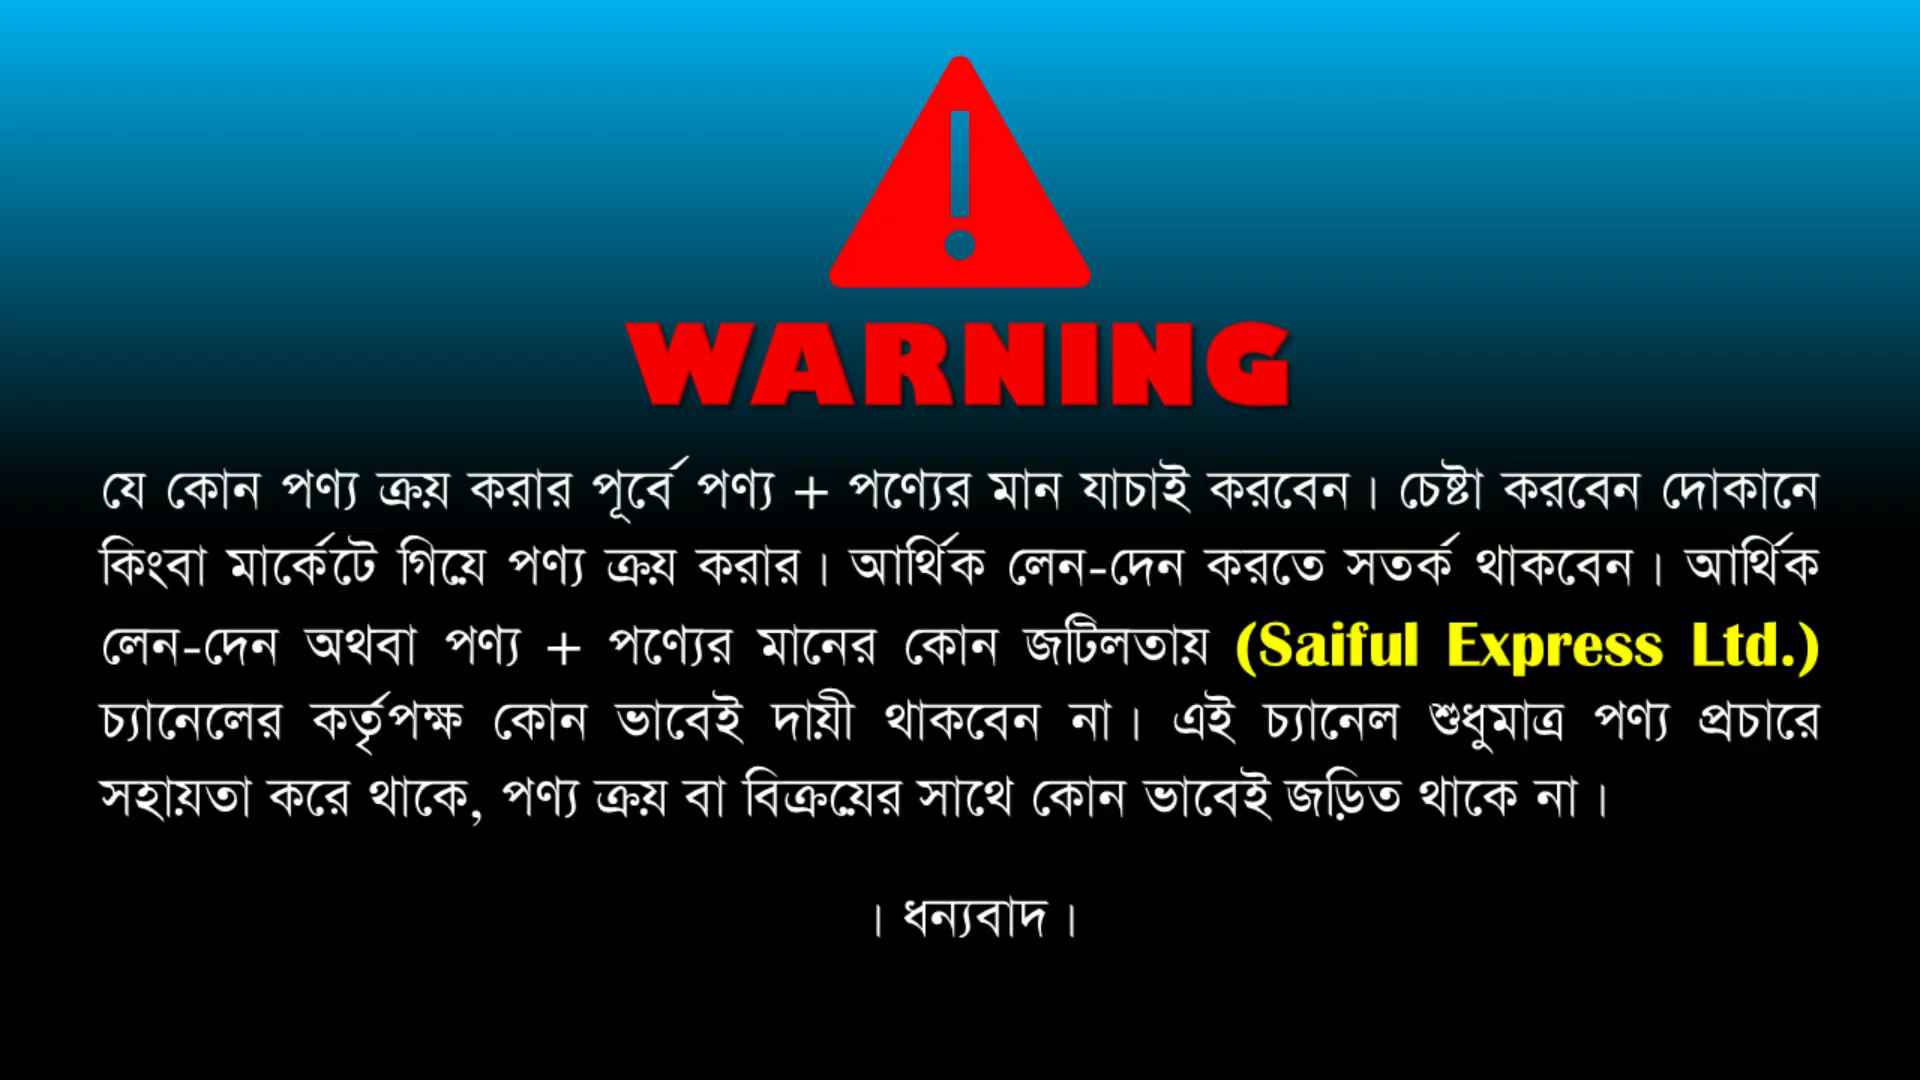 WARNING
যে কোন পণ্য ক্রয় করার পূর্বে পণ্য + পণ্যের মান যাচাই করবেন। চেষ্টা করবেন দোকানে
কিংবা মার্কেটে গিয়ে পণ্য ক্রয় করার। আর্থিক লেন-দেন করতে সতর্ক থাকবেন। আর্থিক
লেন-দেন অথবা পণ্য + পণ্যের মানের কোন জটিলতায় (Saiful Express Ltd.)
চ্যানেলের কর্তৃপক্ষ কোন ভাবেই দায়ী থাকবেন না। এই চ্যানেল শুধুমাত্র পণ্য প্রচারে
সহায়তা করে থাকে, পণ্য ক্রয় বা বিক্রয়ের সাথে কোন ভাবেই জড়িত থাকে না।
। ধন্যবাদ।